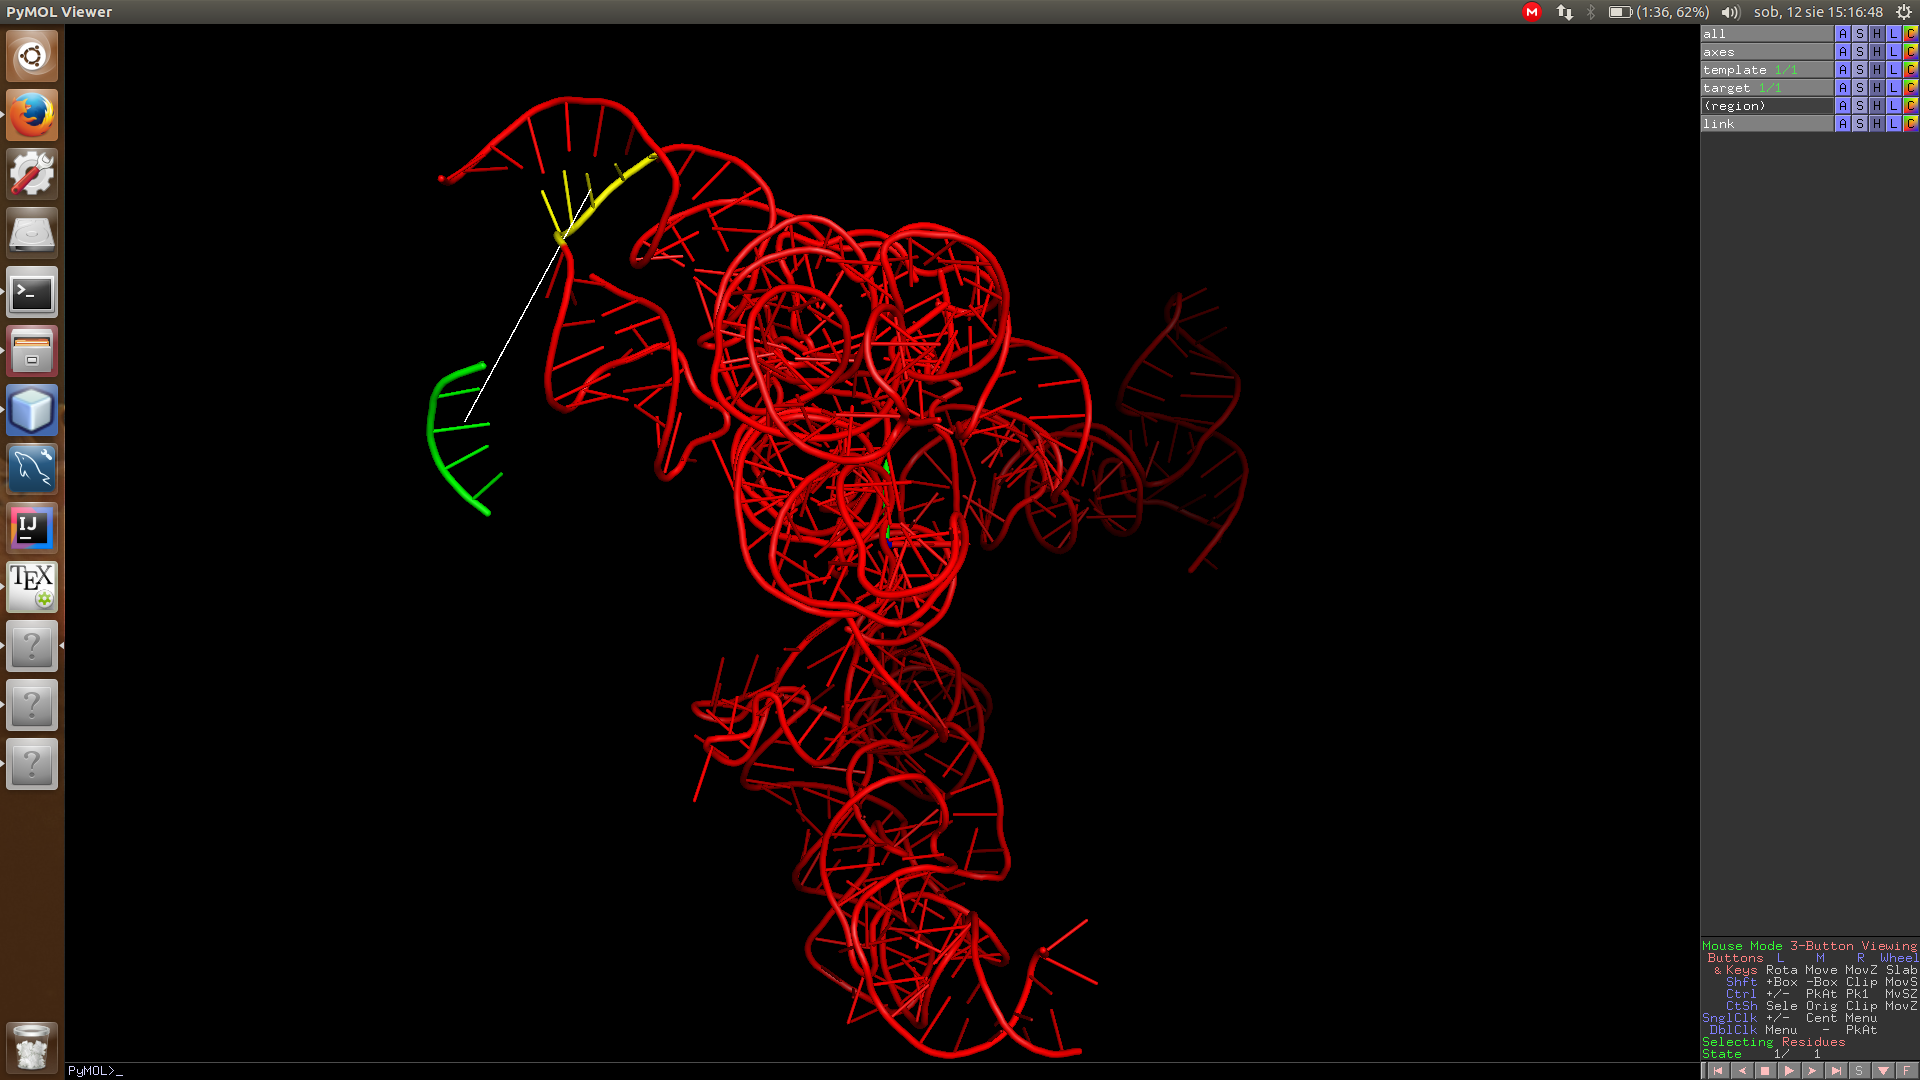 PyMOL Viewer
M
(1:36, 62%)
sob, 12 sie 15:16:48
all A S H L C
axes A S H L C
template 1/1 A S H L C
target 1/1 A S H L C
(region) A S H L C
link A S H L C
>_
IJ
TEX
?
?
?
Mouse Mode 3-Button Viewing
Buttons L M R Wheel
& Keys Rota Move MovZ Slab
Shft +Box -Box Clip MovS
Ctrl +/- PkAt Pk1 MvSZ
CtSh Sele Orig Clip MovZ
SnglClk +/- Cent Menu
DblClk Menu - PkAt
Selecting Residues
State 1/ 1
S F
PyMOL>_